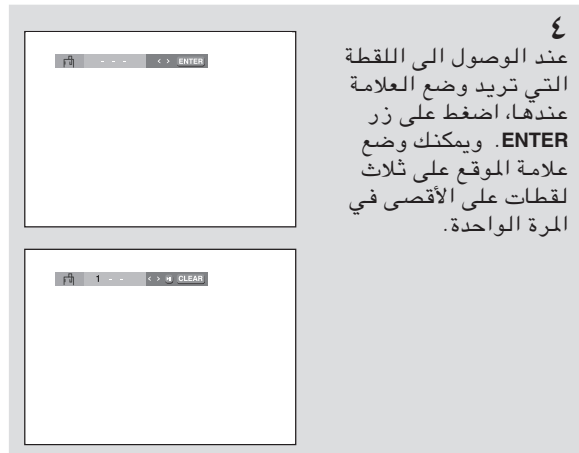 ٤
عند الوصول الى اللقطة
التي تريد وضع العلامة
عندها، اضغط على زر
ENTER. ويمكنك وضع
علامة الموقع على ثلاث
لقطات على الأقصى في
المرة الواحدة.
- - - < > ENTER
1 - - < > CLEAR